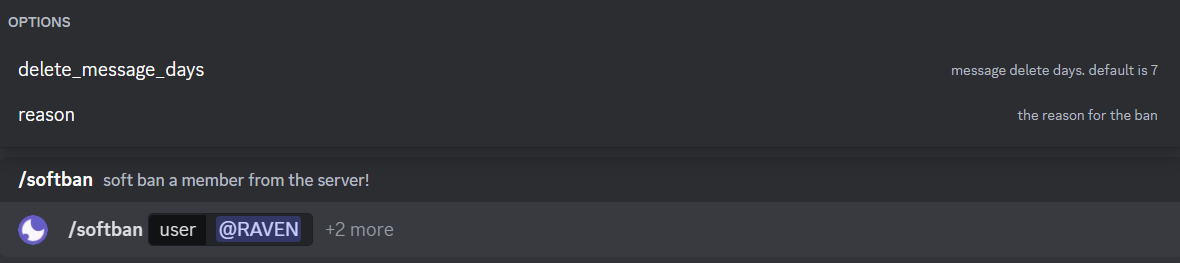 OPTIONS
delete_message_days message delete days. default is 7
reason the reason for the ban
/softban soft ban a member from the server!
/softban user @RAVEN +2 more